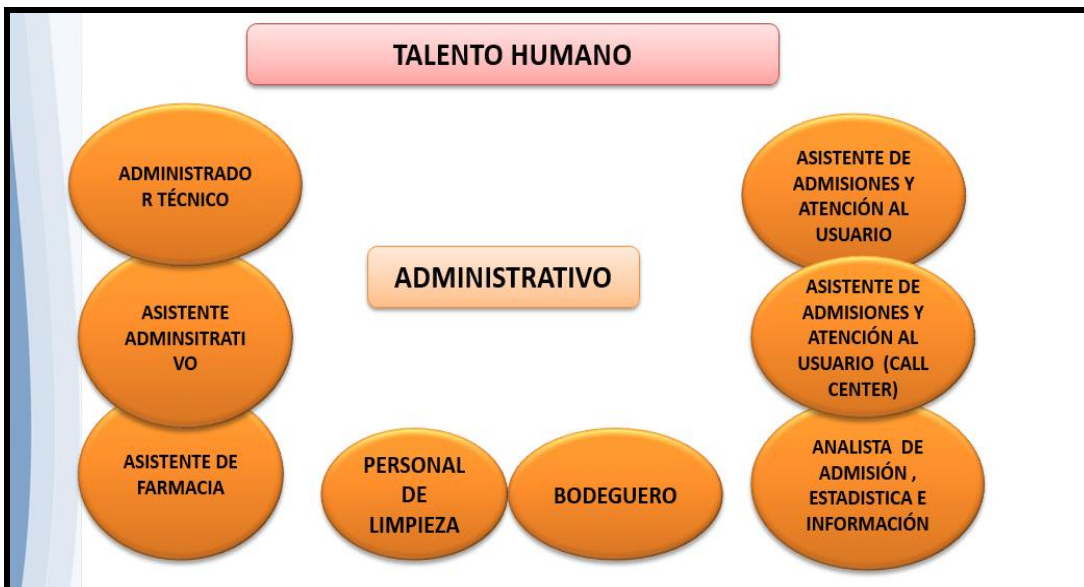 TALENTO HUMANO
ADMINISTRADO
R TÉCNICO
ASISTENTE
ADMINSITRATI
VO
ASISTENTE DE
FARMACIA
ADMINISTRATIVO
PERSONAL
DE
LIMPIEZA
BODEGUERO
ASISTENTE DE
ADMISIONES Y
ATENCIÓN AL
USUARIO
ASISTENTE DE
ADMISIONES Y
ATENCIÓN AL
USUARIO (CALL
CENTER)
ANALISTA DE
ADMISIÓN ,
ESTADISTICA E
INFORMACIÓN